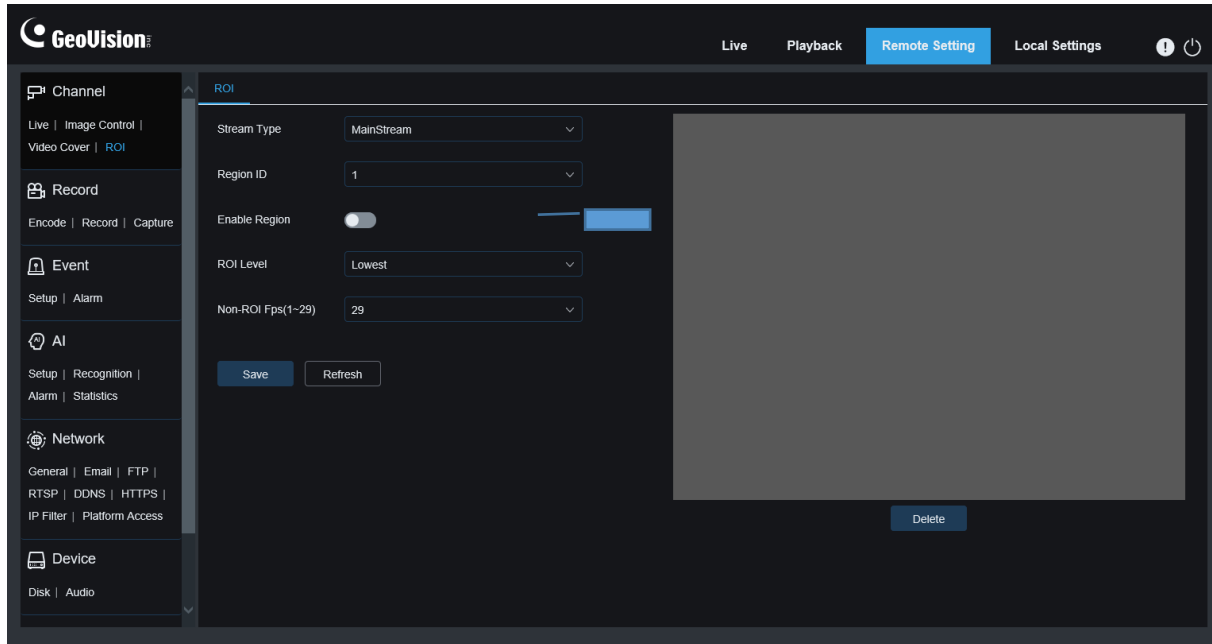 GeoVision Inc
Live Playback Remote Setting Local Settings
Channel
Live | Image Control |
Video Cover | ROI
Record
Encode | Record | Capture
Event
Setup | Alarm
AI
Setup | Recognition |
Alarm | Statistics
Network
General | Email | FTP |
RTSP | DDNS | HTTPS |
IP Filter | Platform Access
Device
Disk | Audio
ROI
Stream Type MainStream
Region ID 1
Enable Region
ROI Level Lowest
Non-ROI Fps(1~29) 29
Save Refresh
Delete